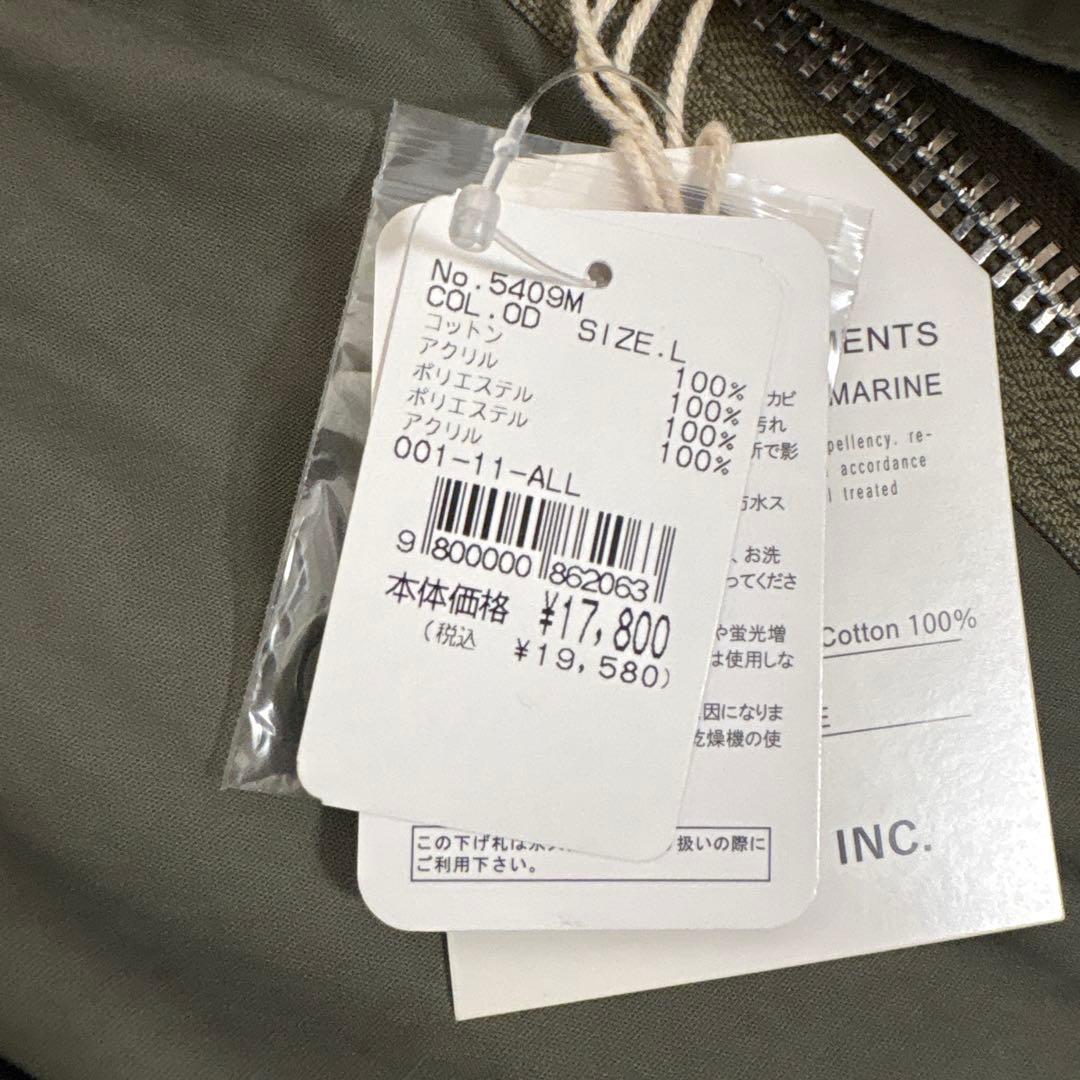 No.5409M
COL.OD SIZE.L
コットン 100%
アクリル 100%
ポリエステル 100%
ポリエステル 100%
アクリル
001-11-ALL
9 800000 862063
本体価格 ¥17,800
(税込 ¥19,580)
カビ
汚れ
で影
水ス
、お洗
ってくださ
や蛍光増
は使用しな
因になりま
乾燥機の使
この下げ札は 扱いの際に
ご利用下さい。
MENTS
MARINE
pellency, re-
accordance
treated
Cotton 100%
E
INC.